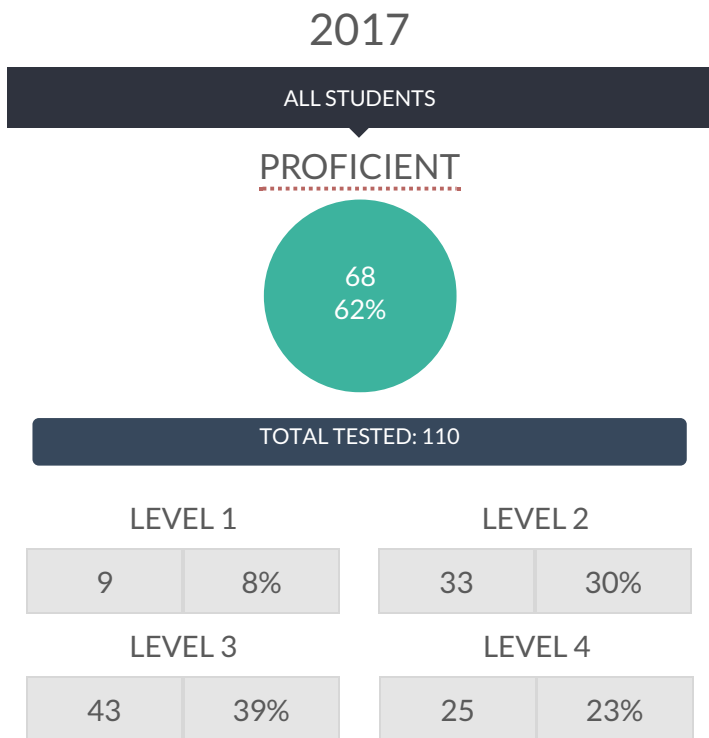 2017
ALL STUDENTS
PROFICIENT
68
62%
TOTAL TESTED: 110
LEVEL 1 LEVEL 2
9 8% 33 30%
LEVEL 3 LEVEL 4
43 39% 25 23%